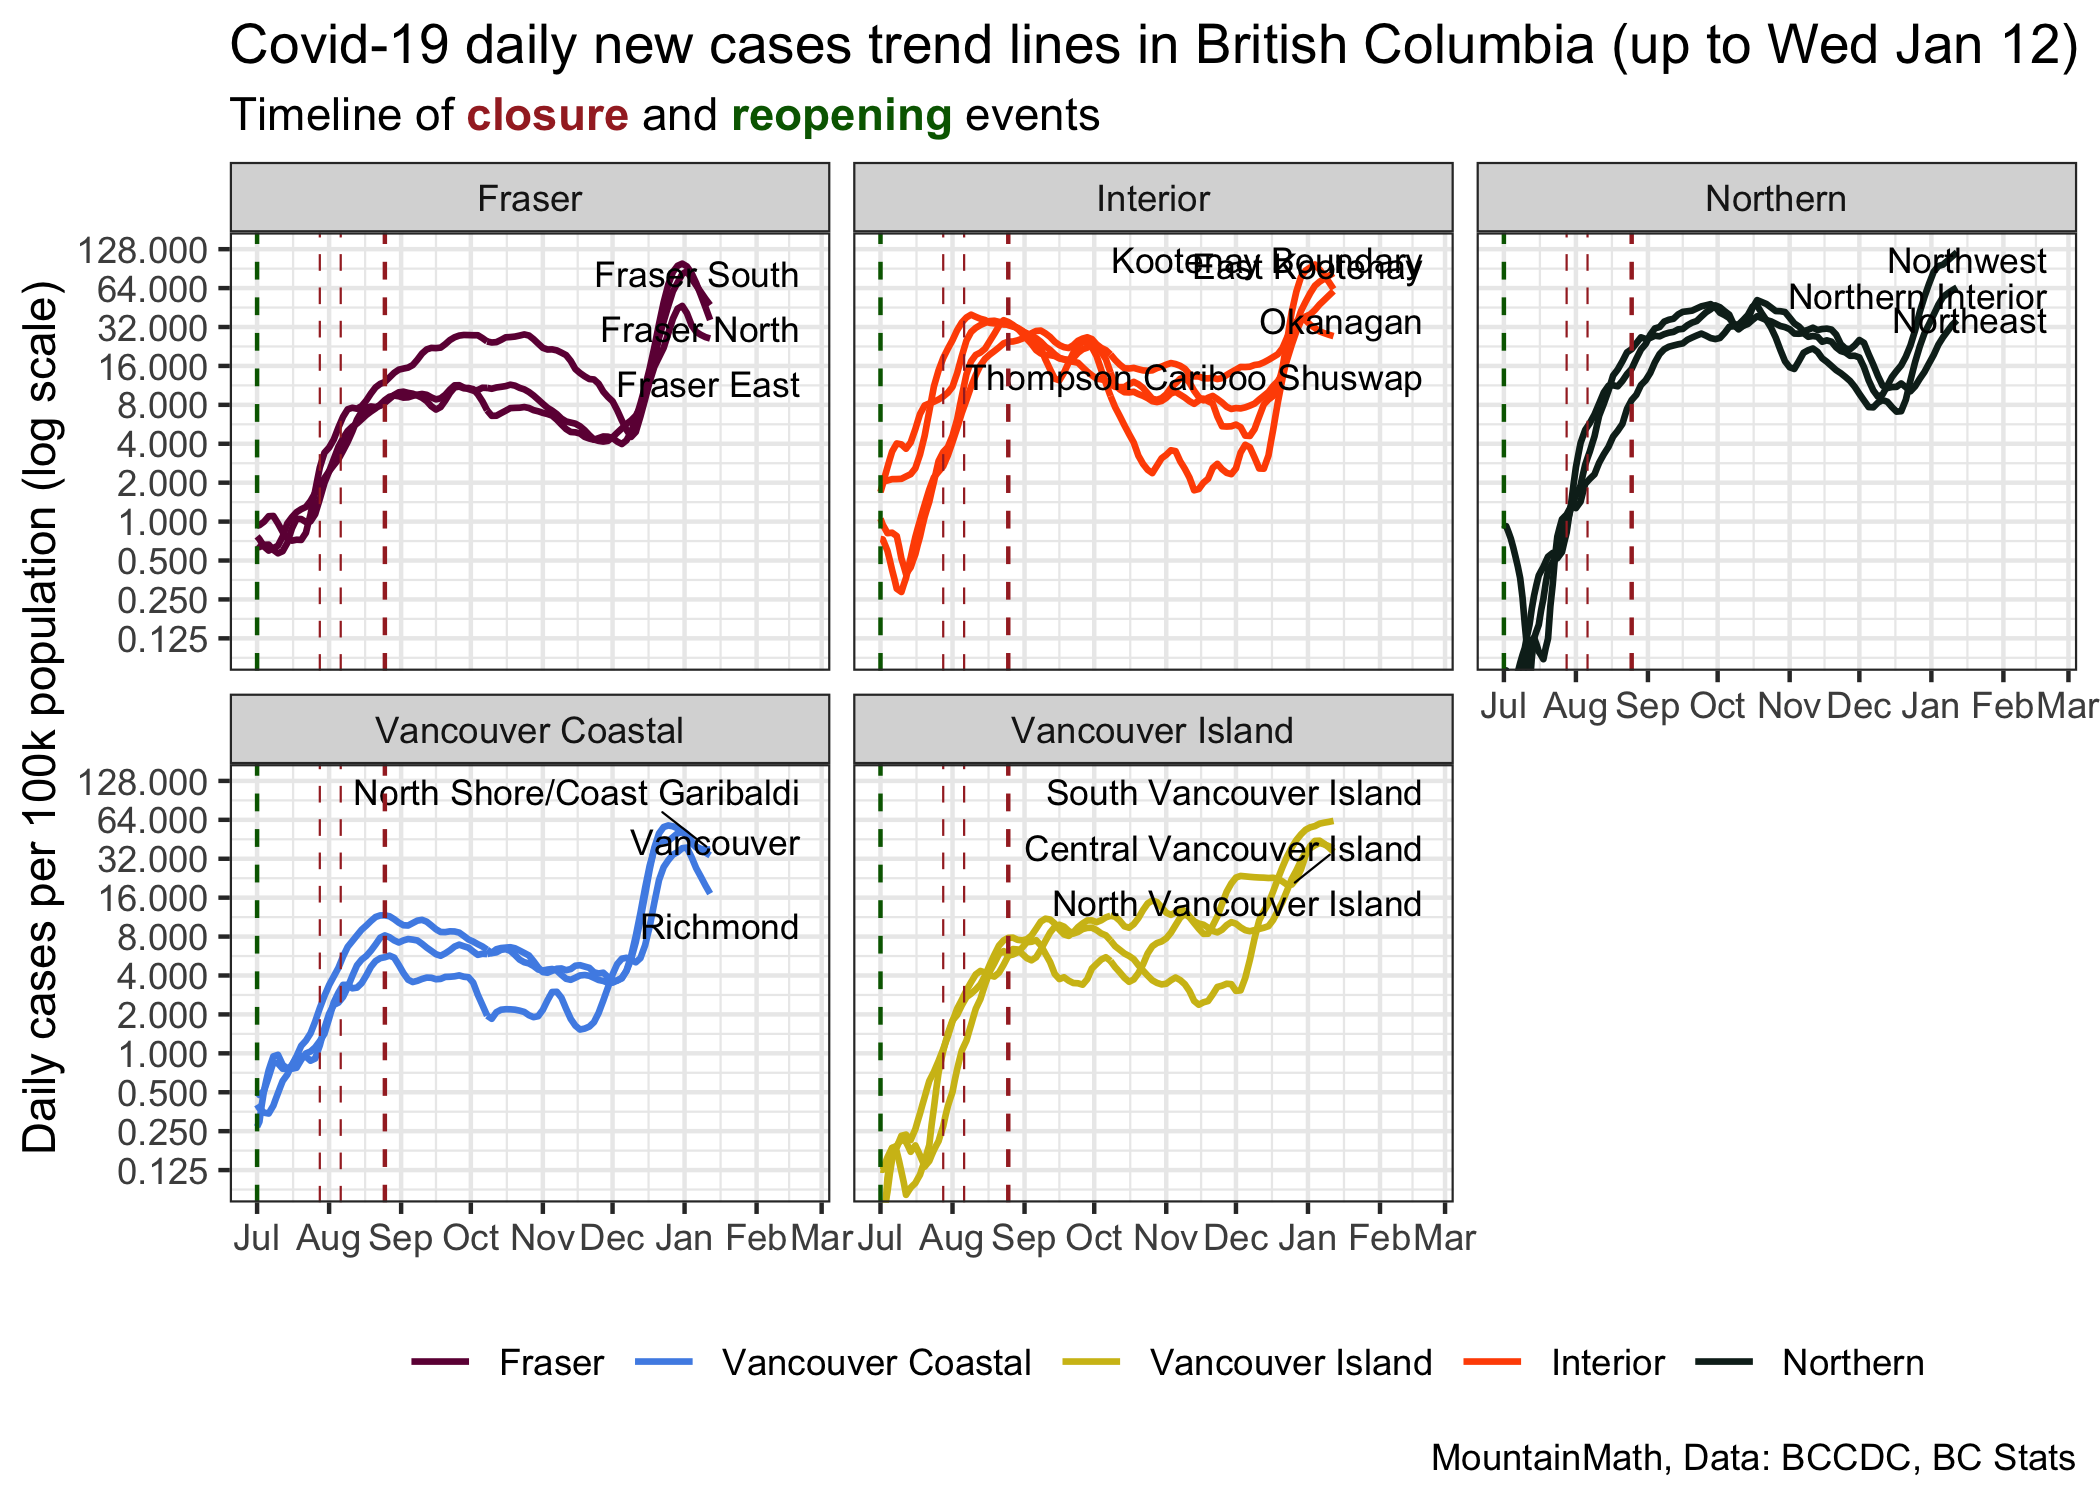 Covid-19 daily new cases trend lines in British Columbia (up to Wed Jan 12)
Timeline of closure and reopening events
Daily cases per 100k population (log scale)
Fraser
128.000
64.000
32.000
16.000
8.000
4.000
2.000
1.000
0.500
0.250
0.125
Fraser South
Fraser North
Fraser East
Interior
Kootenay Boundary
East Kootenay
Okanagan
Thompson Cariboo Shuswap
Northern
Northwest
Northern Interior
Northeast
Jul Aug Sep Oct Nov Dec Jan Feb Mar
Vancouver Coastal
128.000
64.000
32.000
16.000
8.000
4.000
2.000
1.000
0.500
0.250
0.125
North Shore/Coast Garibaldi
Vancouver
Richmond
Jul Aug Sep Oct Nov Dec Jan Feb Mar
Vancouver Island
South Vancouver Island
Central Vancouver Island
North Vancouver Island
Jul Aug Sep Oct Nov Dec Jan Feb Mar
Fraser Vancouver Coastal Vancouver Island Interior Northern
MountainMath, Data: BCCDC, BC Stats